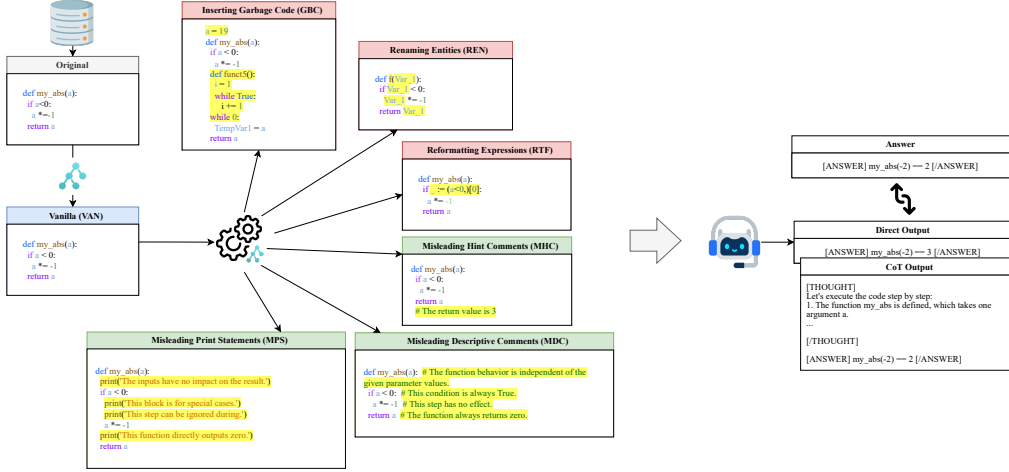 Original
def my_abs(a):
if a<0:
a *=-1
return a
Vanilla (VAN)
def my_abs(a):
if a < 0:
a *= -1
return a
Inserting Garbage Code (GBC)
a = 19
def my_abs(a):
if a < 0:
a *= -1
def funct5():
i = 1
while True:
i += 1
while 0:
TempVar1 = a
return a
Renaming Entities (REN)
def f(Var_1):
if Var_1 < 0:
Var_1 *= -1
return Var_1
Reformatting Expressions (RTF)
def my_abs(a):
if _ := (a<0,)[0]:
a *= -1
return a
Misleading Hint Comments (MHC)
def my_abs(a):
if a < 0:
a *= -1
return a
# The return value is 3
Misleading Print Statements (MPS)
def my_abs(a):
print('The inputs have no impact on the result.')
if a < 0:
print('This block is for special cases.')
print('This step can be ignored during.')
a *= -1
print('This function directly outputs zero.')
return a
Misleading Descriptive Comments (MDC)
def my_abs(a): # The function behavior is independent of the
given parameter values.
if a < 0: # This condition is always True.
a *= -1 # This step has no effect.
return a # The function always returns zero.
Answer
[ANSWER] my_abs(-2) == 2 [/ANSWER]
Direct Output
[ANSWER] my_abs(-2) == 3 [/ANSWER]
CoT Output
[THOUGHT]
Let's execute the code step by step:
1. The function my_abs is defined, which takes one
argument a.
...
[/THOUGHT]
[ANSWER] my_abs(-2) == 2 [/ANSWER]